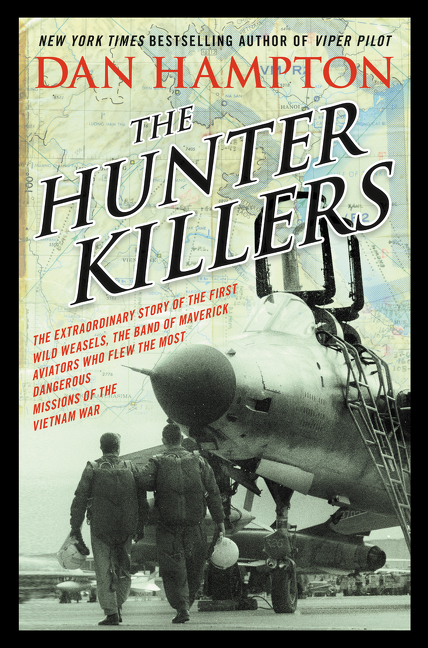 NEW YORK TIMES BESTSELLING AUTHOR OF VIPER PILOT
DAN HAMPTON
THE
HUNTER
KILLERS
THE EXTRAORDINARY STORY OF THE FIRST
WILD WEASELS, THE BAND OF MAVERICK
AVIATORS WHO FLEW THE MOST
DANGEROUS
MISSIONS OF THE
VIETNAM WAR
HANOI